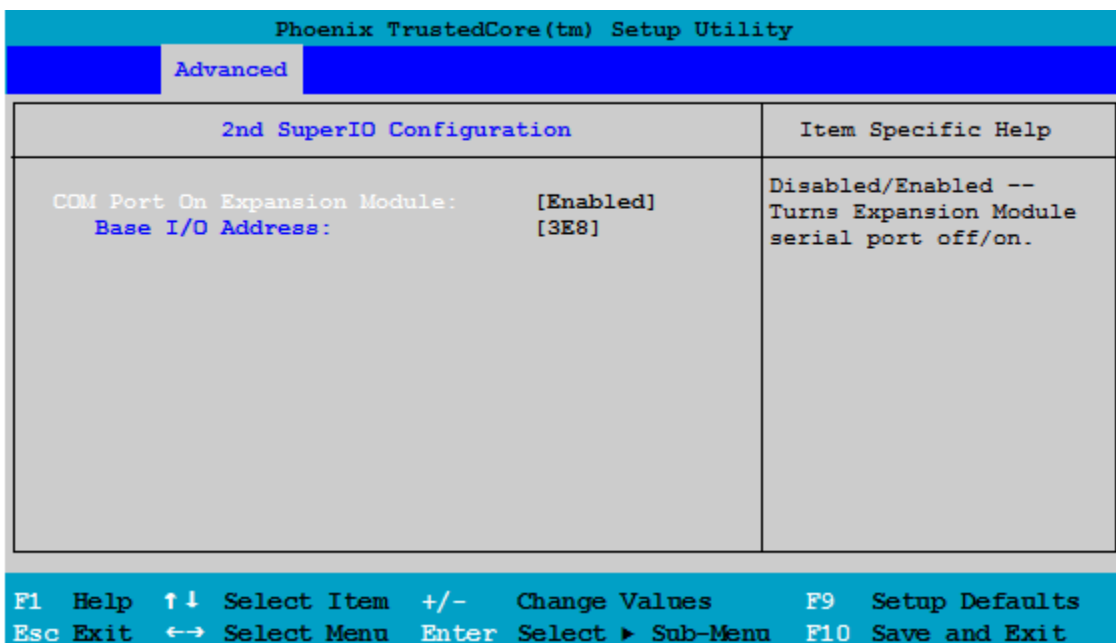 Phoenix TrustedCore(tm) Setup Utility
Advanced
2nd SuperIO Configuration
Item Specific Help
COM Port On Expansion Module: [Enabled]
Base I/O Address: [3E8]
Disabled/Enabled --
Turns Expansion Module
serial port off/on.
F1 Help ↑↓ Select Item +/- Change Values F9 Setup Defaults
Esc Exit ←→ Select Menu Enter Select ▶ Sub-Menu F10 Save and Exit